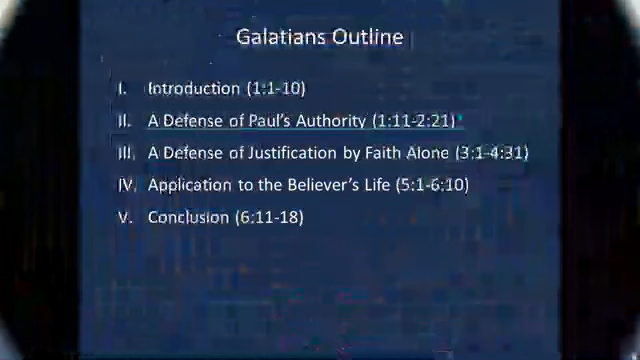 Galatians Outline
I. Introduction (1:1-10)
II. A Defense of Paul's Authority (1:11-2:21)
III. A Defense of Justification by Faith Alone (3:1-4:31)
IV. Application to the Believer's Life (5:1-6:10)
V. Conclusion (6:11-18)